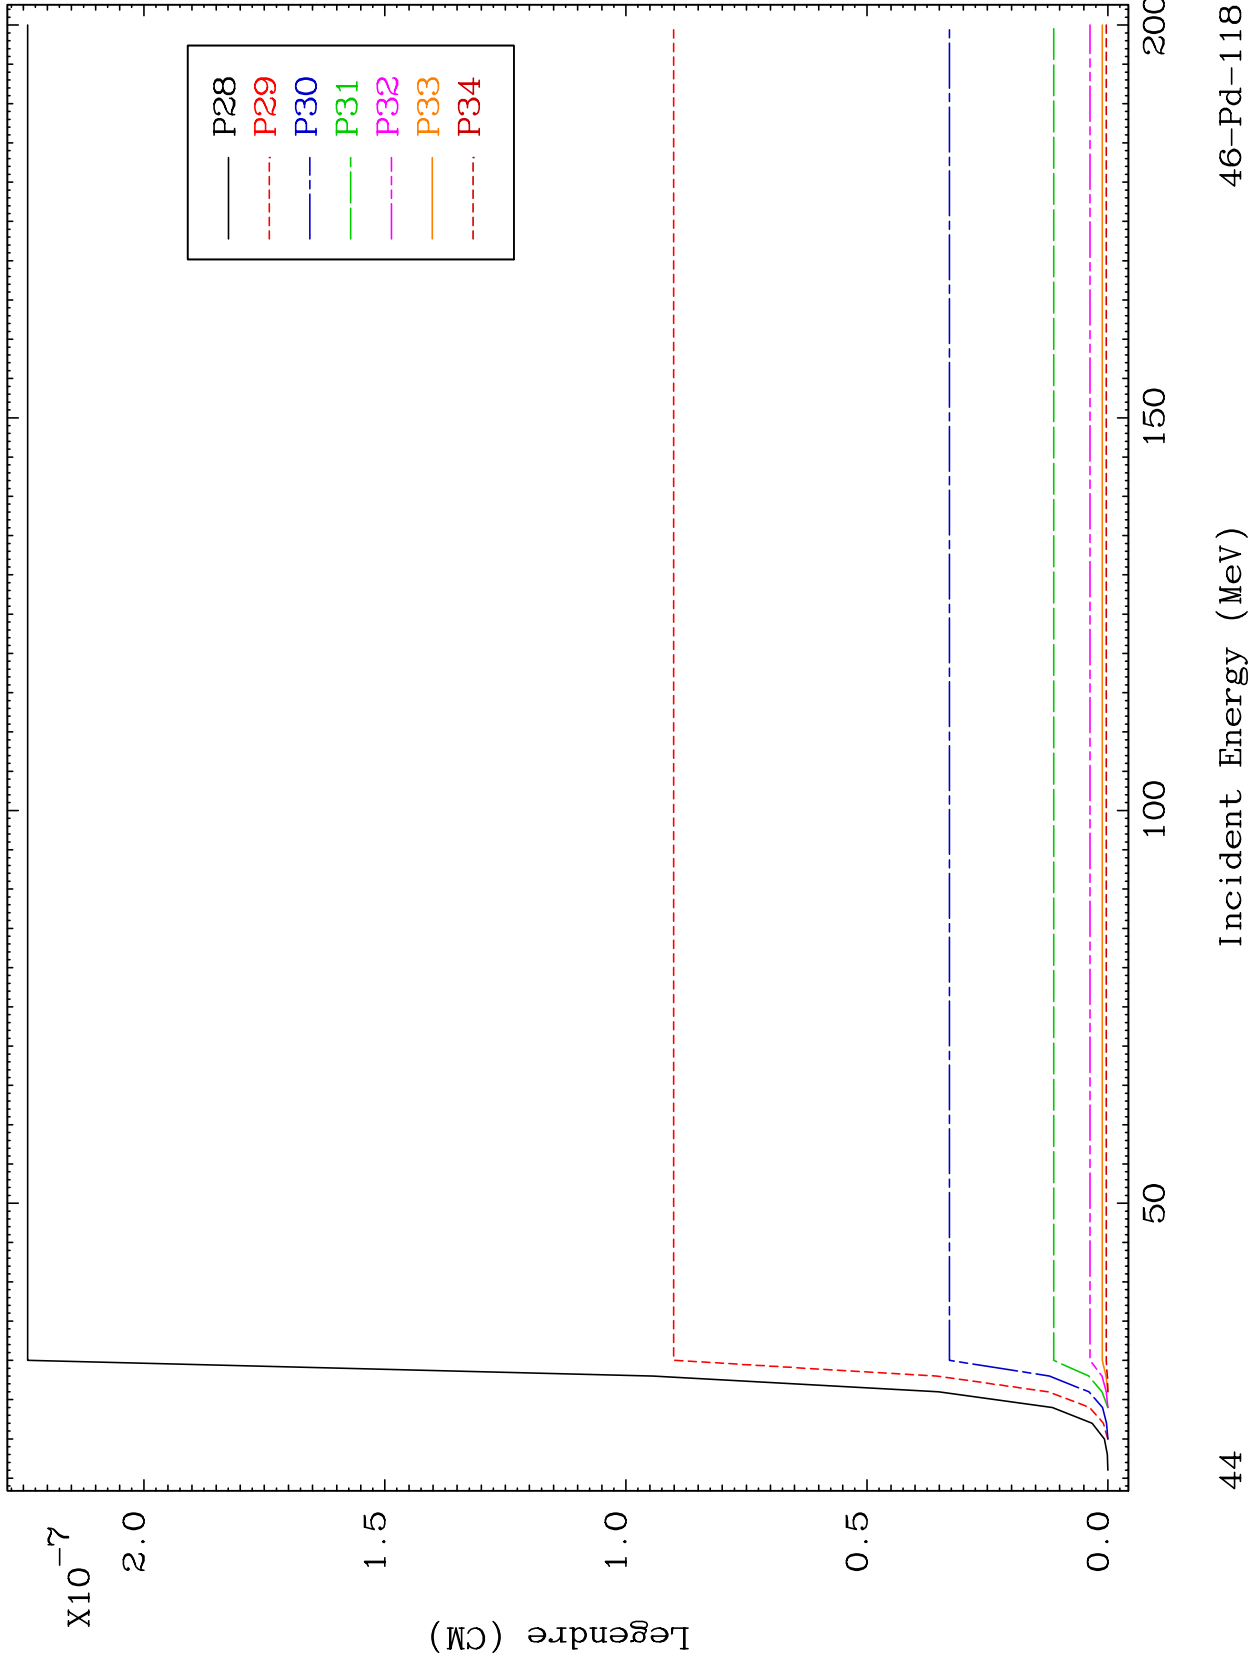 X10-7
2.0
1.5
1.0
0.5
0.0
Legendre (CM)
P28
P29
P30
P31
P32
P33
P34
50
100
150
200
Incident Energy (MeV)
44
46-Pd-118